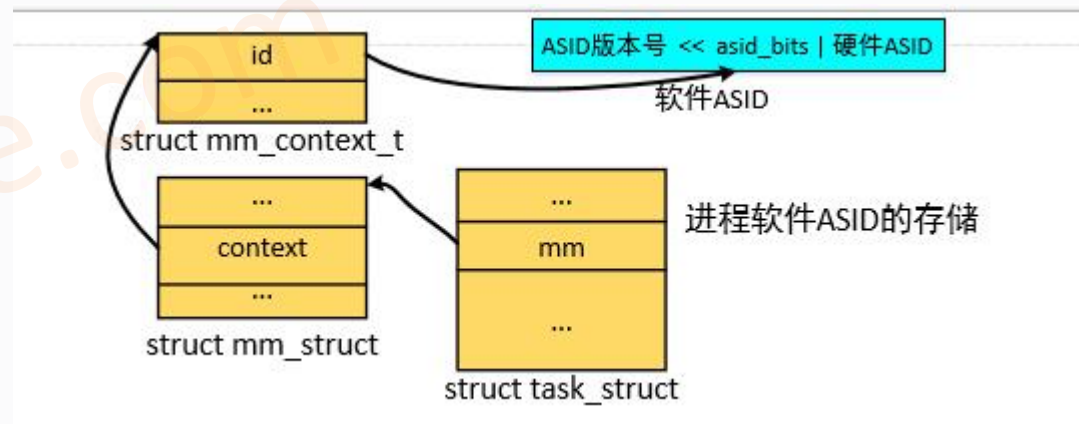 id
...
struct mm_context_t
ASID版本号 << asid_bits | 硬件ASID
软件ASID
...
context
...
struct mm_struct
...
mm
...
struct task_struct
进程软件ASID的存储
e.com